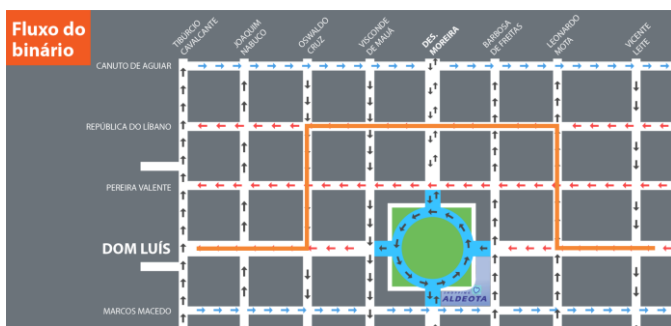 Fluxo do
binário
TIBÚRCIO
CAVALCANTE
JOAQUIM
NABUCO
OSWALDO
CRUZ
VISCONDE
DE MAUÁ
DES.
MOREIRA
BARBOSA
DE FREITAS
LEONARDO
MOTA
VICENTE
LEITE
CANUTO DE AGUIAR
REPÚBLICA DO LÍBANO
PEREIRA VALENTE
DOM LUÍS
ALDEOTA
MARCOS MACEDO